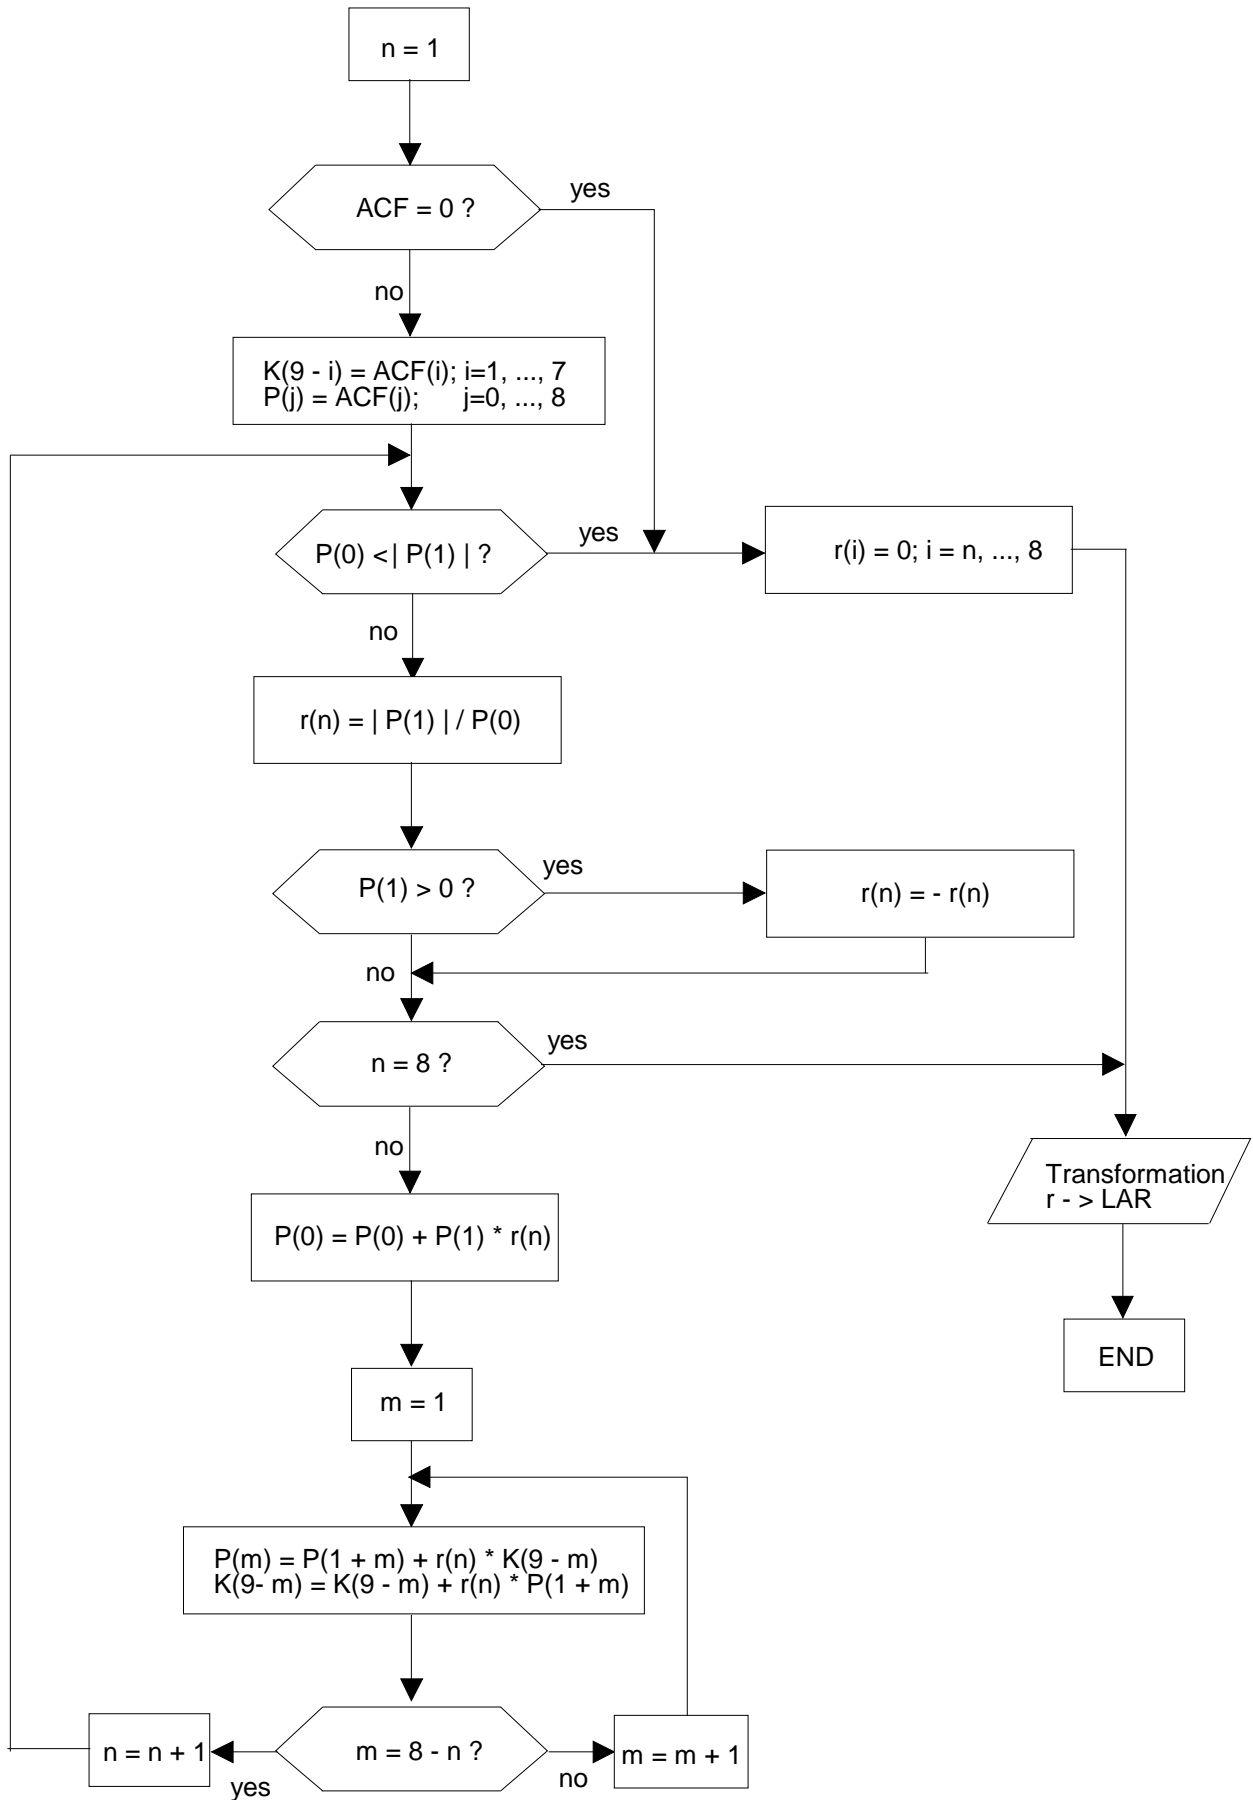 n = 1
ACF = 0 ?
yes
no
K(9 - i) = ACF(i); i=1, ..., 7
P(j) = ACF(j); j=0, ..., 8
P(0) <| P(1) | ?
yes
r(i) = 0; i = n, ..., 8
no
r(n) = | P(1) | / P(0)
P(1) > 0 ?
yes
r(n) = - r(n)
no
n = 8 ?
yes
no
Transformation
r - > LAR
P(0) = P(0) + P(1) * r(n)
END
m = 1
P(m) = P(1 + m) + r(n) * K(9 - m)
K(9- m) = K(9 - m) + r(n) * P(1 + m)
n = n + 1
m = 8 - n ?
m = m + 1
yes
no